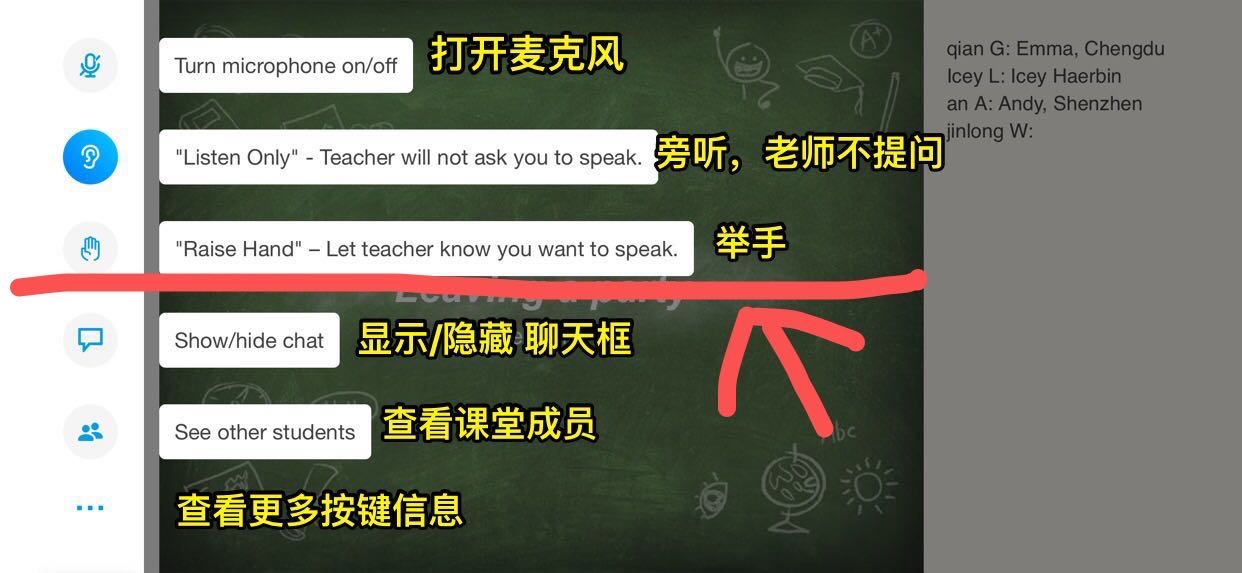 Turn microphone on/off 打开麦克风
"Listen Only" - Teacher will not ask you to speak. 旁听，老师不提问
"Raise Hand" – Let teacher know you want to speak. 举手
Leaving a party
Show/hide chat 显示/隐藏 聊天框
See other students 查看课堂成员
查看更多按键信息
A+
Abc
qian G: Emma, Chengdu
Icey L: Icey Haerbin
an A: Andy, Shenzhen
jinlong W: